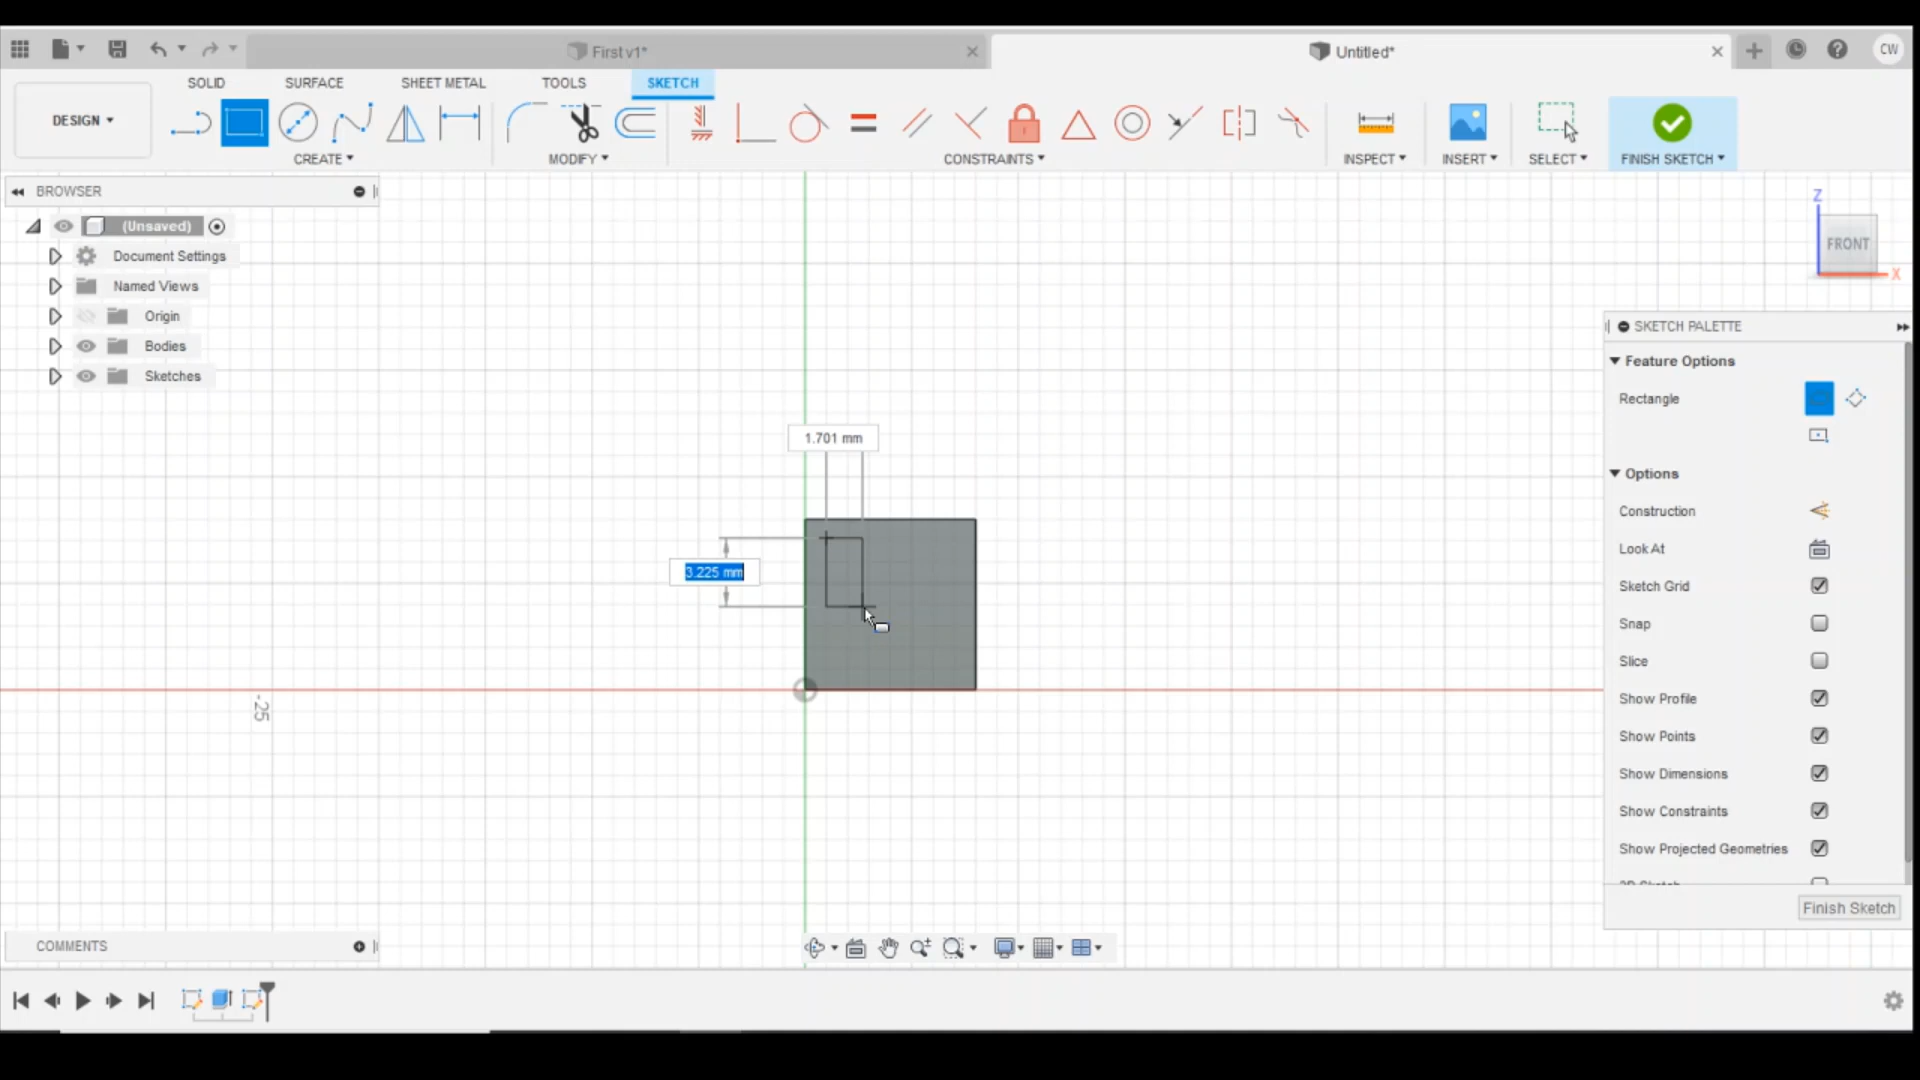 First v1*
Untitled*
CW
SOLID
SURFACE
SHEET METAL
TOOLS
SKETCH
DESIGN
CREATE
MODIFY
CONSTRAINTS
INSPECT
INSERT
SELECT
FINISH SKETCH
BROWSER
(Unsaved)
Document Settings
Named Views
Origin
Bodies
Sketches
Z
FRONT
X
SKETCH PALETTE
Feature Options
Rectangle
Options
Construction
Look At
Sketch Grid
Snap
Slice
Show Profile
Show Points
Show Dimensions
Show Constraints
Show Projected Geometries
Finish Sketch
1.701 mm
3.225 mm
-25
COMMENTS